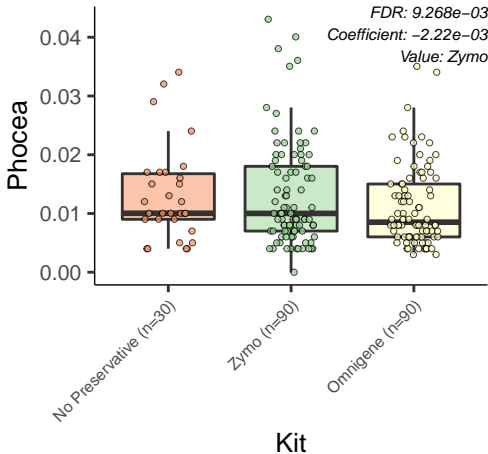 FDR: 9.268e−03
Coefficient: −2.22e−03
Value: Zymo
Phocea
0.04
0.03
0.02
0.01
0.00
No Preservative (n=30)
Zymo (n=90)
Omnigene (n=90)
Kit